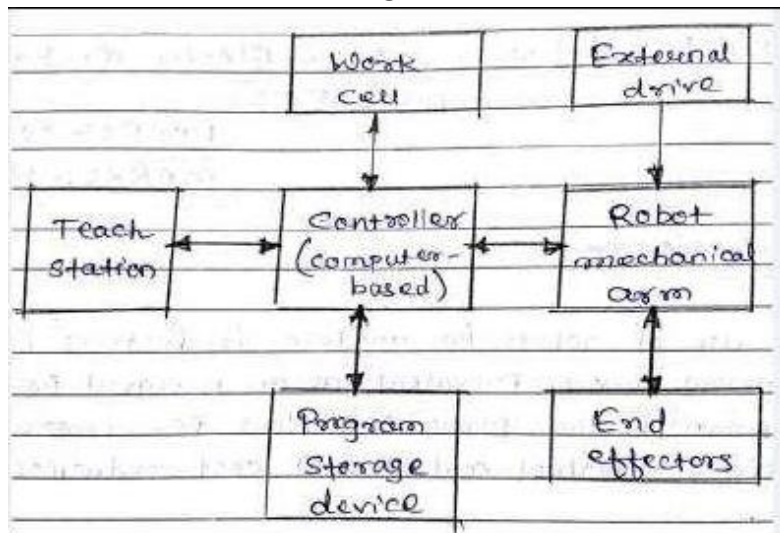 Work
cell
External
drive
Teach
station
Controller
(computer-
based)
Robot
mechanical
arm
Program
Storage
device
End
effectors